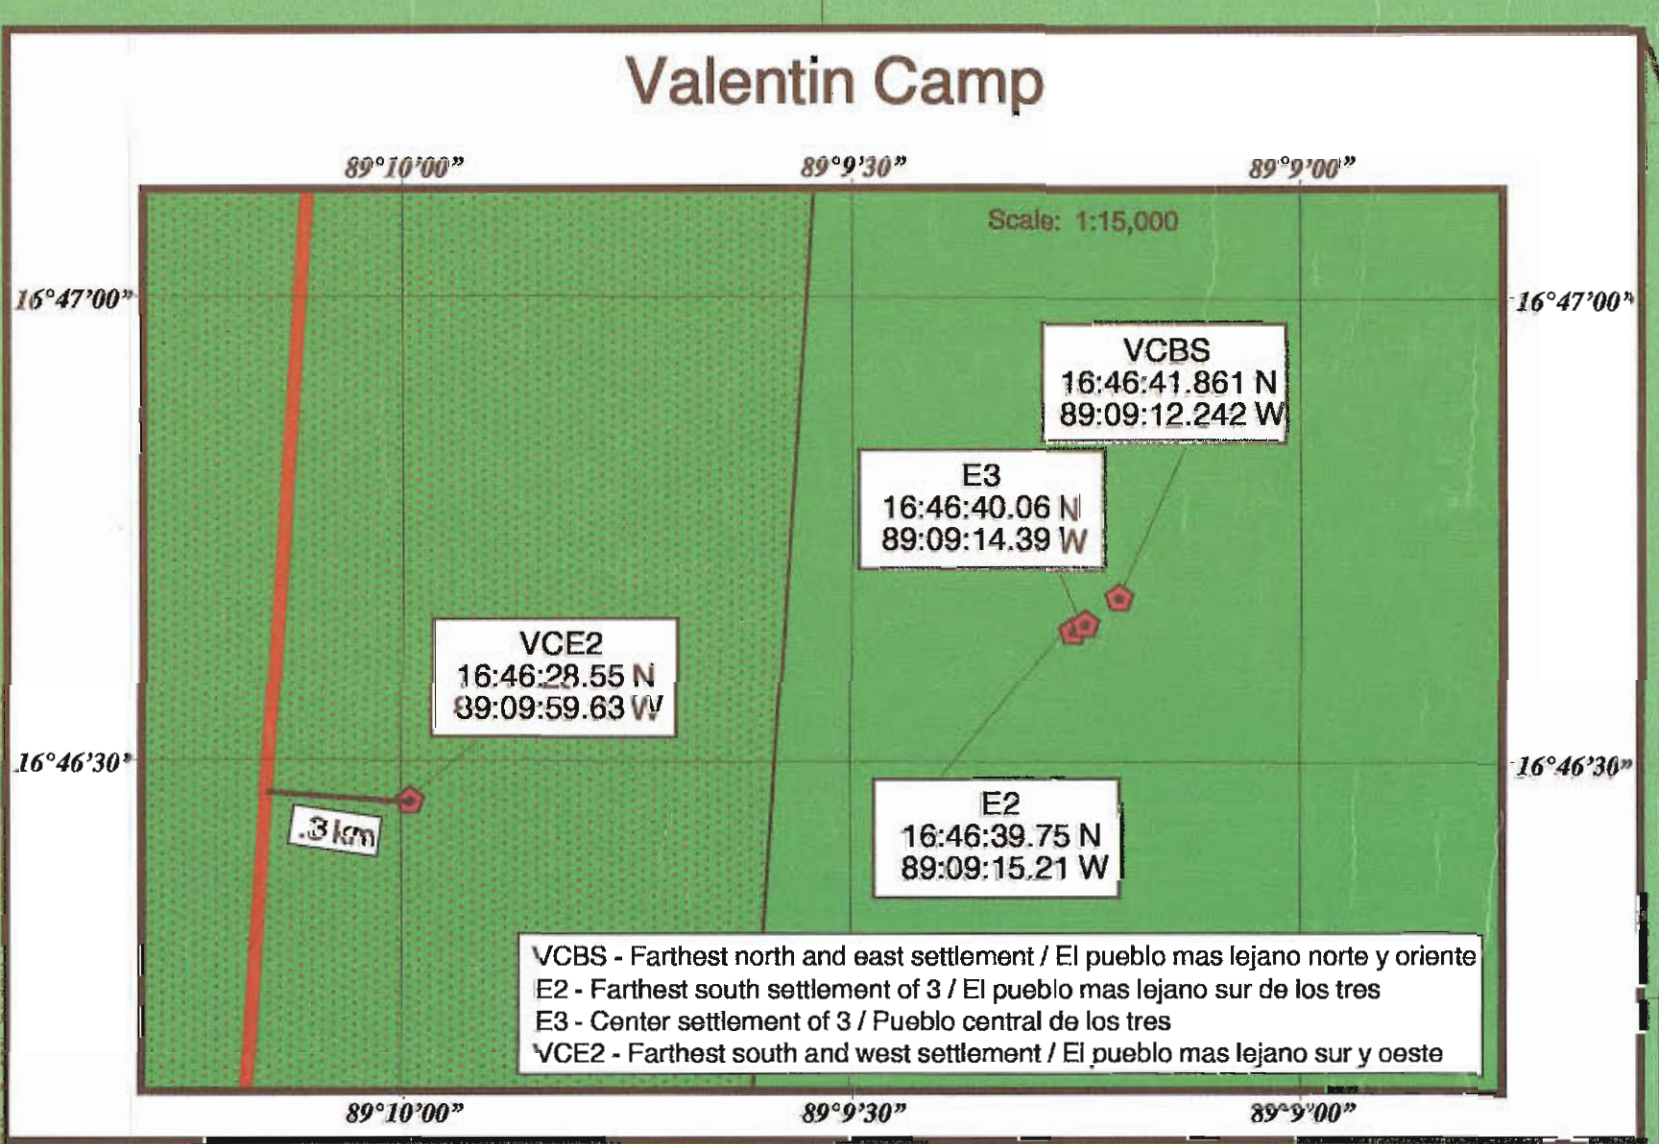 Valentin Camp
89°10'00" 89°9'30" 89°9'00"
Scale: 1:15,000
16°47'00" 16°47'00"
VCBS
16:46:41.861 N
89:09:12.242 W
E3
16:46:40.06 N
89:09:14.39 W
VCE2
16:46:28.55 N
89:09:59.63 W
16°46'30" 16°46'30"
.3 km
E2
16:46:39.75 N
89:09:15.21 W
VCBS - Farthest north and east settlement / El pueblo mas lejano norte y oriente
E2 - Farthest south settlement of 3 / El pueblo mas lejano sur de los tres
E3 - Center settlement of 3 / Pueblo central de los tres
VCE2 - Farthest south and west settlement / El pueblo mas lejano sur y oeste
89°10'00" 89°9'30" 89°9'00"